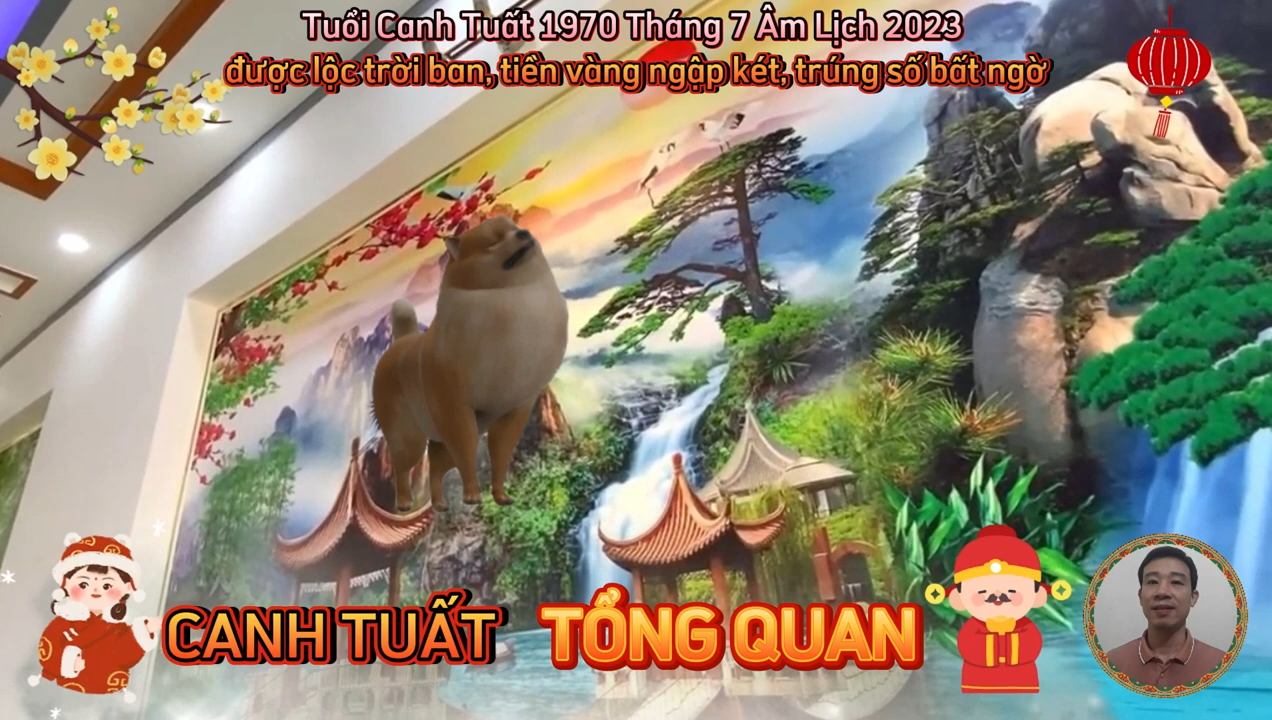 Tuổi Canh Tuất 1970 Tháng 7 Âm Lịch 2023
được lộc trời ban, tiền vàng ngập két, trúng số bất ngờ
CANH TUẤT TỔNG QUAN